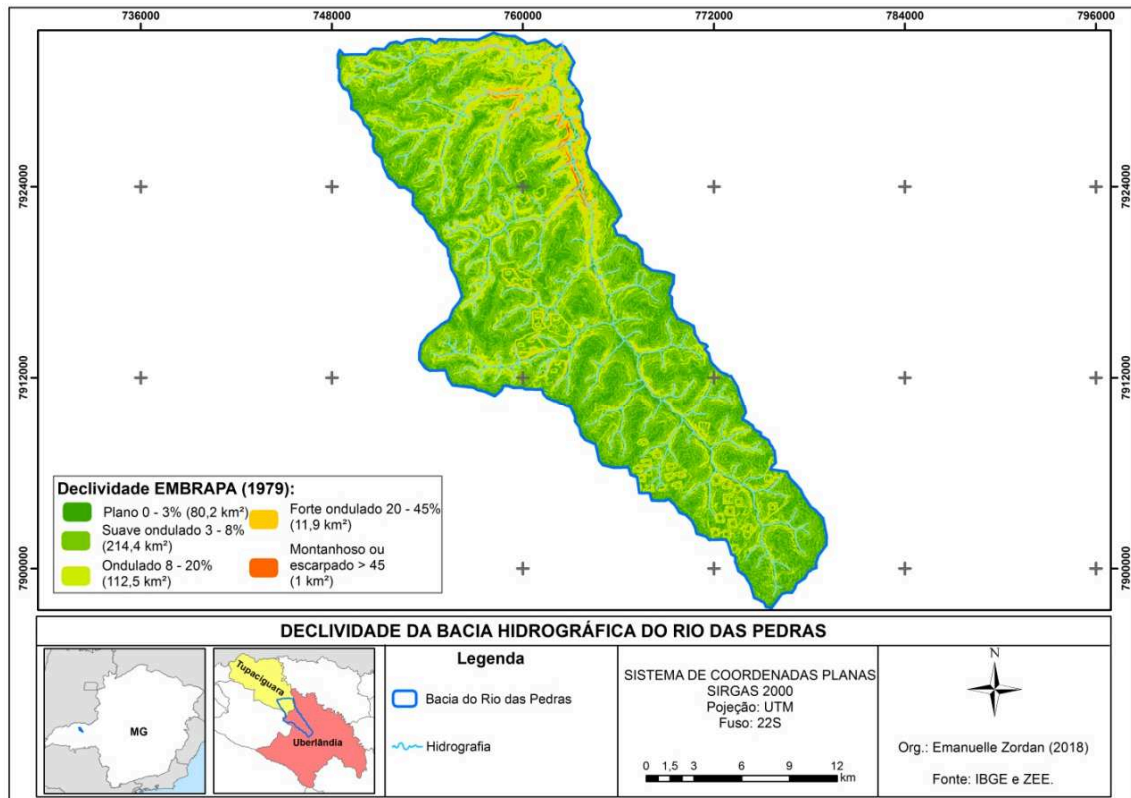 736000 748000 760000 772000 784000 796000
7924000 7924000
7912000 7912000
7900000 7900000
Declividade EMBRAPA (1979):
Plano 0 - 3% (80,2 km²)
Suave ondulado 3 - 8%
(214,4 km²)
Ondulado 8 - 20%
(112,5 km²)
Forte ondulado 20 - 45%
(11,9 km²)
Montanhoso ou
escarpado > 45
(1 km²)
DECLIVIDADE DA BACIA HIDROGRÁFICA DO RIO DAS PEDRAS
MG
Tupaciguara
Uberlândia
Legenda
Bacia do Rio das Pedras
Hidrografia
SISTEMA DE COORDENADAS PLANAS
SIRGAS 2000
Pojeção: UTM
Fuso: 22S
0 1,5 3 6 9 12
km
N
Org.: Emanuelle Zordan (2018)
Fonte: IBGE e ZEE.